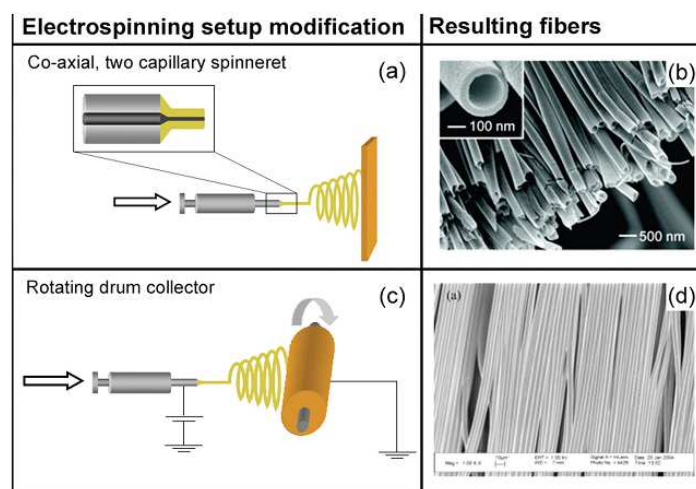 Electrospinning setup modification
Resulting fibers
Co-axial, two capillary spinneret
(a)
(b)
100 nm
500 nm
Rotating drum collector
(c)
(d)
(a)